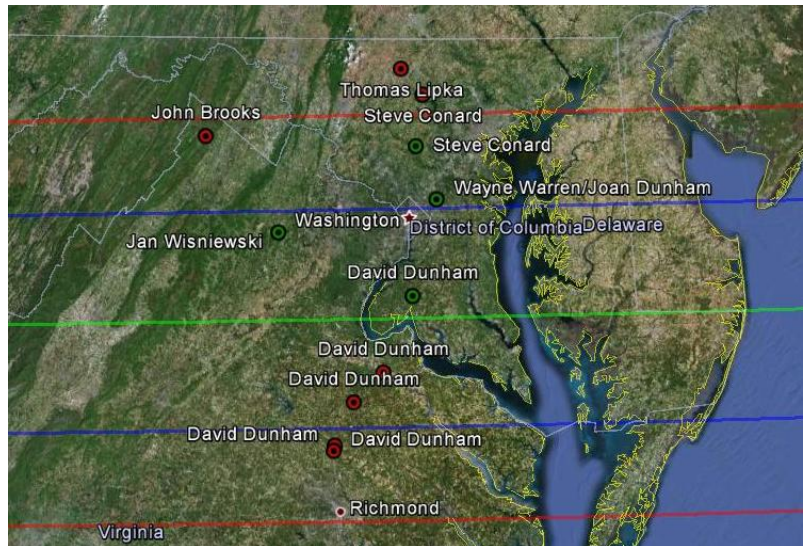 Thomas Lipka
John Brooks
Steve Conard
Steve Conard
Wayne Warren/Joan Dunham
Washington
District of Columbia
Delaware
Jan Wisniewski
David Dunham
David Dunham
David Dunham
David Dunham
David Dunham
Richmond
Virginia